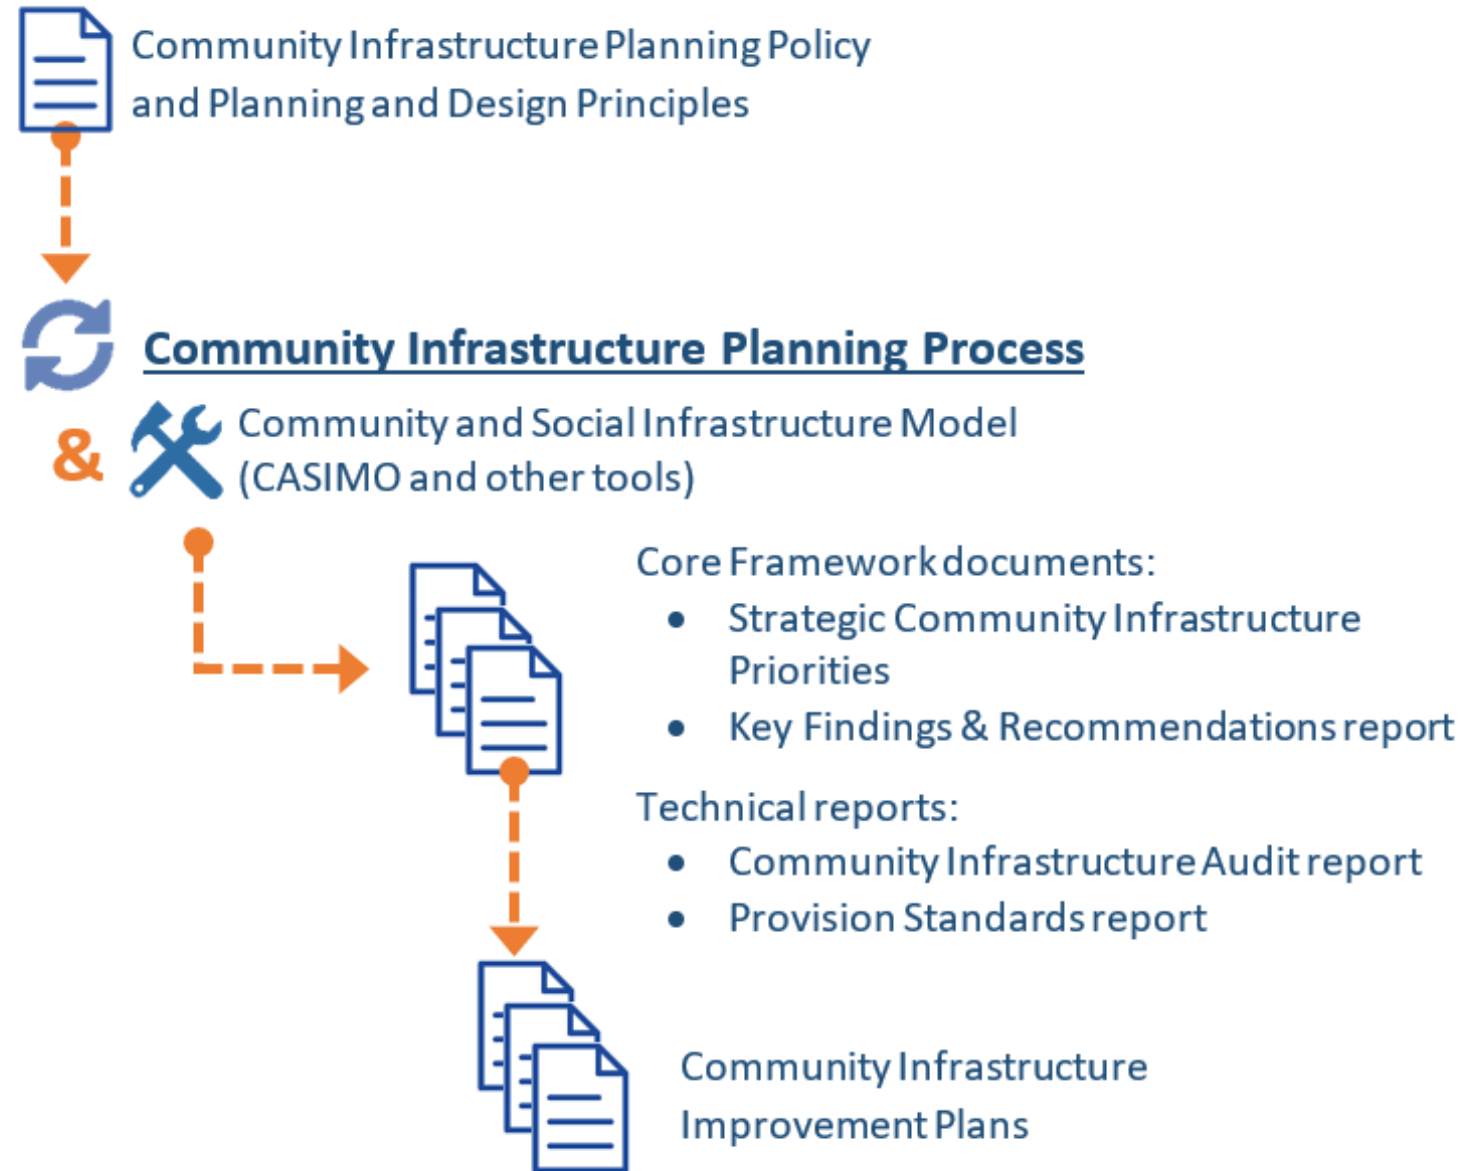 Community Infrastructure Planning Policy
and Planning and Design Principles
Community Infrastructure Planning Process
& Community and Social Infrastructure Model
(CASIMO and other tools)
Core Framework documents:
• Strategic Community Infrastructure
Priorities
• Key Findings & Recommendations report
Technical reports:
• Community Infrastructure Audit report
• Provision Standards report
Community Infrastructure
Improvement Plans